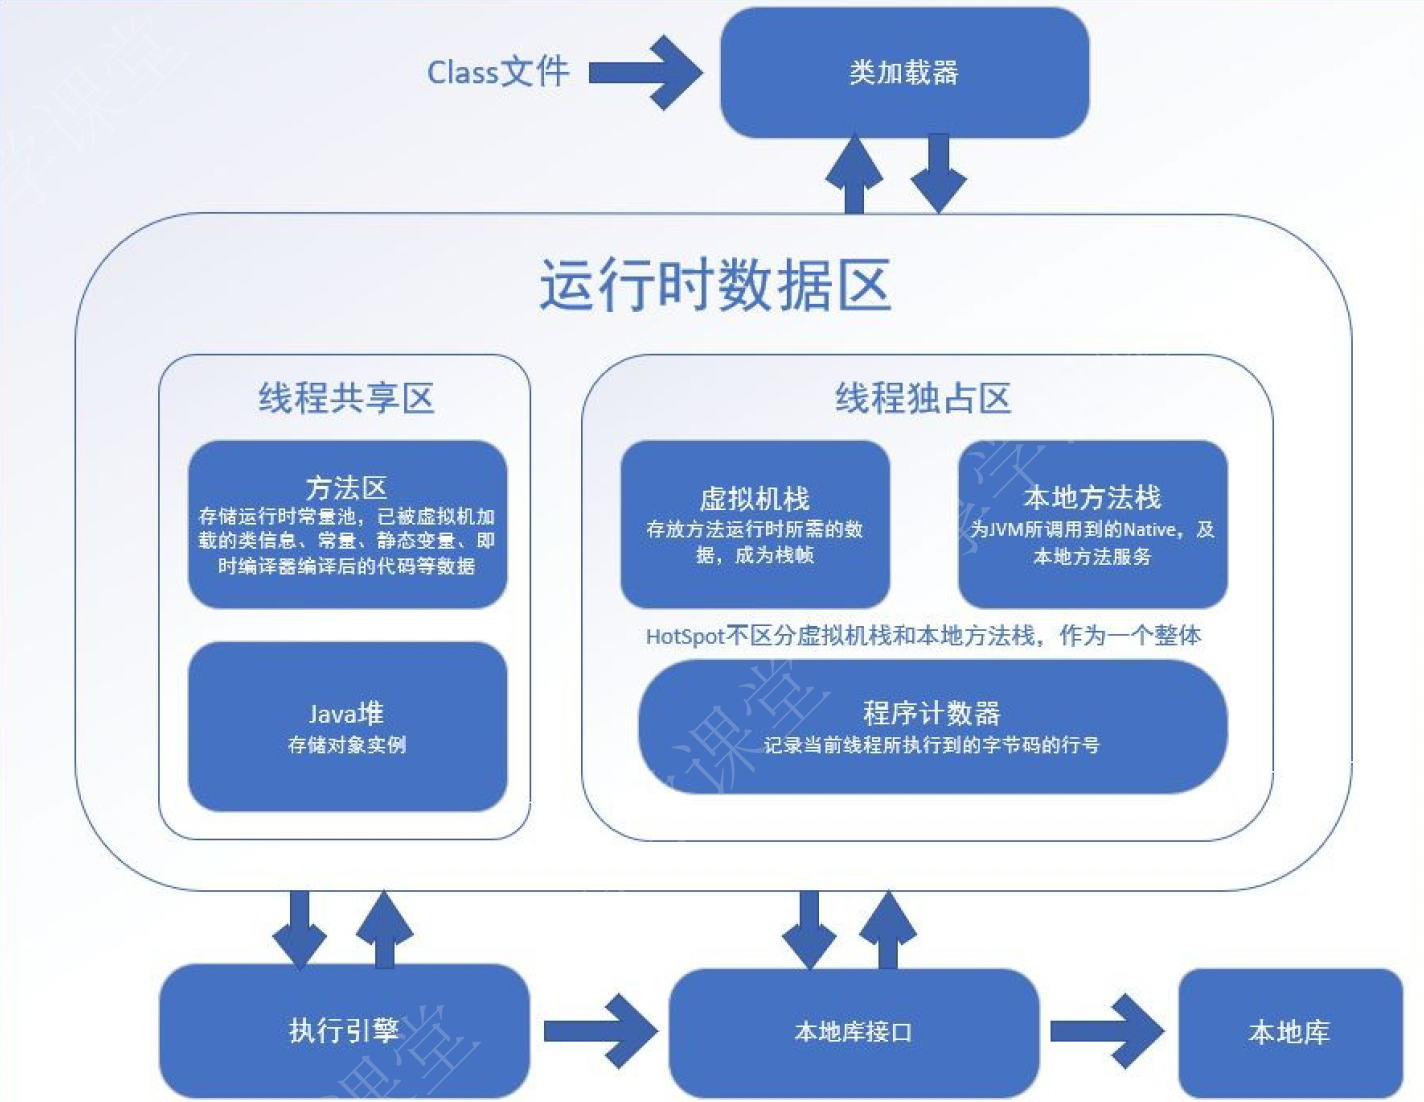 Class文件
类加载器
运行时数据区
线程共享区
方法区
存储运行时常量池，已被虚拟机加
载的类信息、常量、静态变量、即
时编译器编译后的代码等数据
Java堆
存储对象实例
线程独占区
虚拟机栈
存放方法运行时所需的数
据，成为栈帧
本地方法栈
为JVM所调用到的Native，及
本地方法服务
HotSpot不区分虚拟机栈和本地方法栈，作为一个整体
程序计数器
记录当前线程所执行到的字节码的行号
执行引擎
本地库接口
本地库
学课堂
学课堂
课堂